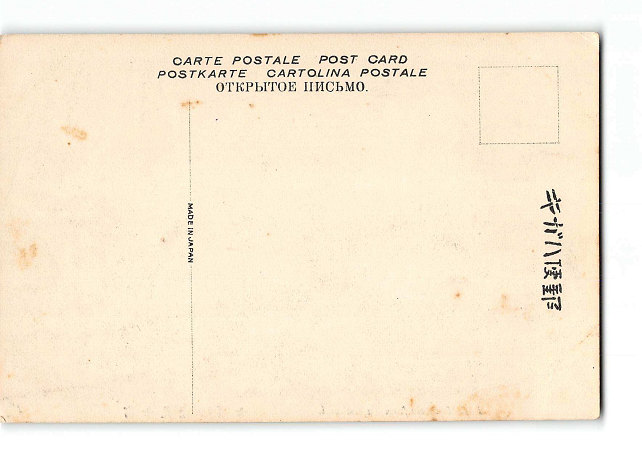 CARTE POSTALE POST CARD
POSTKARTE CARTOLINA POSTALE
ОТКРЫТОЕ ПИСЬМО.
MADE IN JAPAN
郵便ハガキ